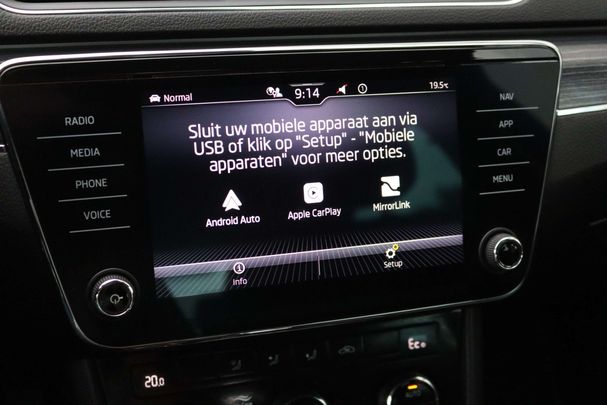 Normal
9:14
19.5°C
RADIO
MEDIA
PHONE
VOICE
NAV
APP
CAR
MENU
Sluit uw mobiele apparaat aan via
USB of klik op "Setup" - "Mobiele
apparaten" voor meer opties.
Android Auto
Apple CarPlay
MirrorLink
Info
Setup
20.0